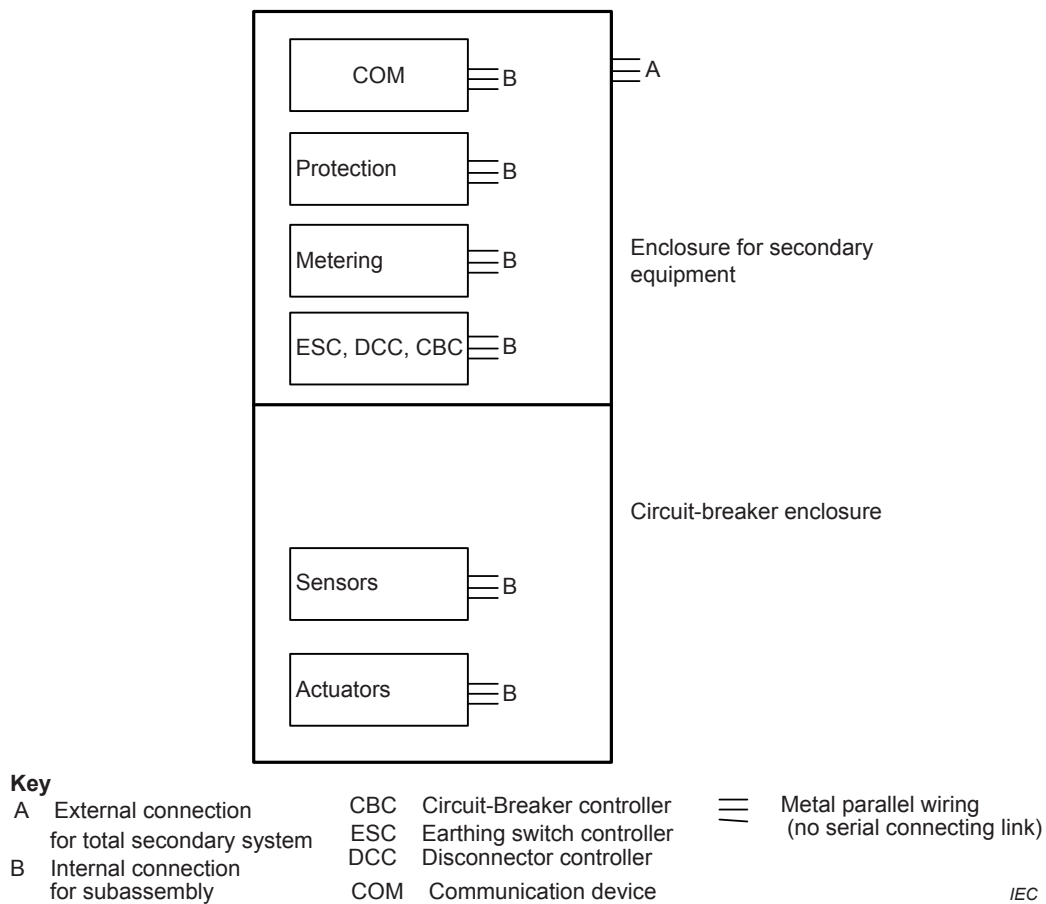 COM
B
A
Protection
B
Metering
B
Enclosure for secondary
equipment
ESC, DCC, CBC
B
Circuit-breaker enclosure
Sensors
B
Actuators
B
Key
A External connection
for total secondary system
B Internal connection
for subassembly
CBC Circuit-Breaker controller
ESC Earthing switch controller
DCC Disconnector controller
COM Communication device
Metal parallel wiring
(no serial connecting link)
IEC